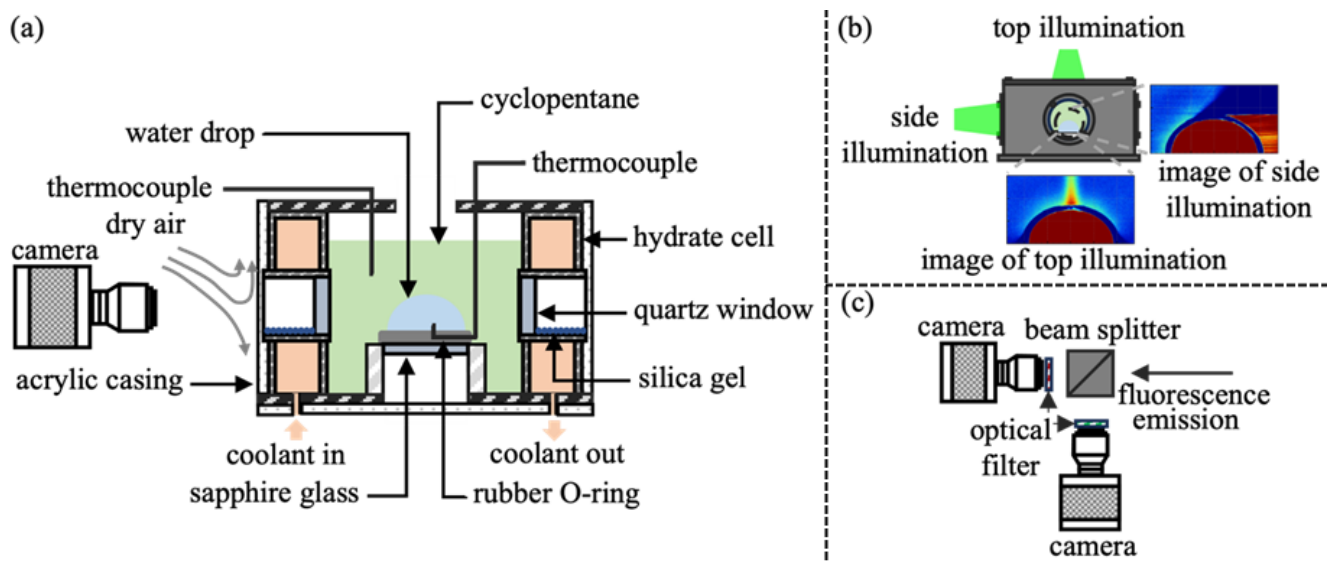 (a)
cyclopentane
water drop
thermocouple
thermocouple
dry air
camera
hydrate cell
quartz window
acrylic casing
silica gel
coolant in
coolant out
sapphire glass
rubber O-ring
(b)
top illumination
side
illumination
image of side
illumination
image of top illumination
(c)
camera
beam splitter
fluorescence
emission
optical
filter
camera